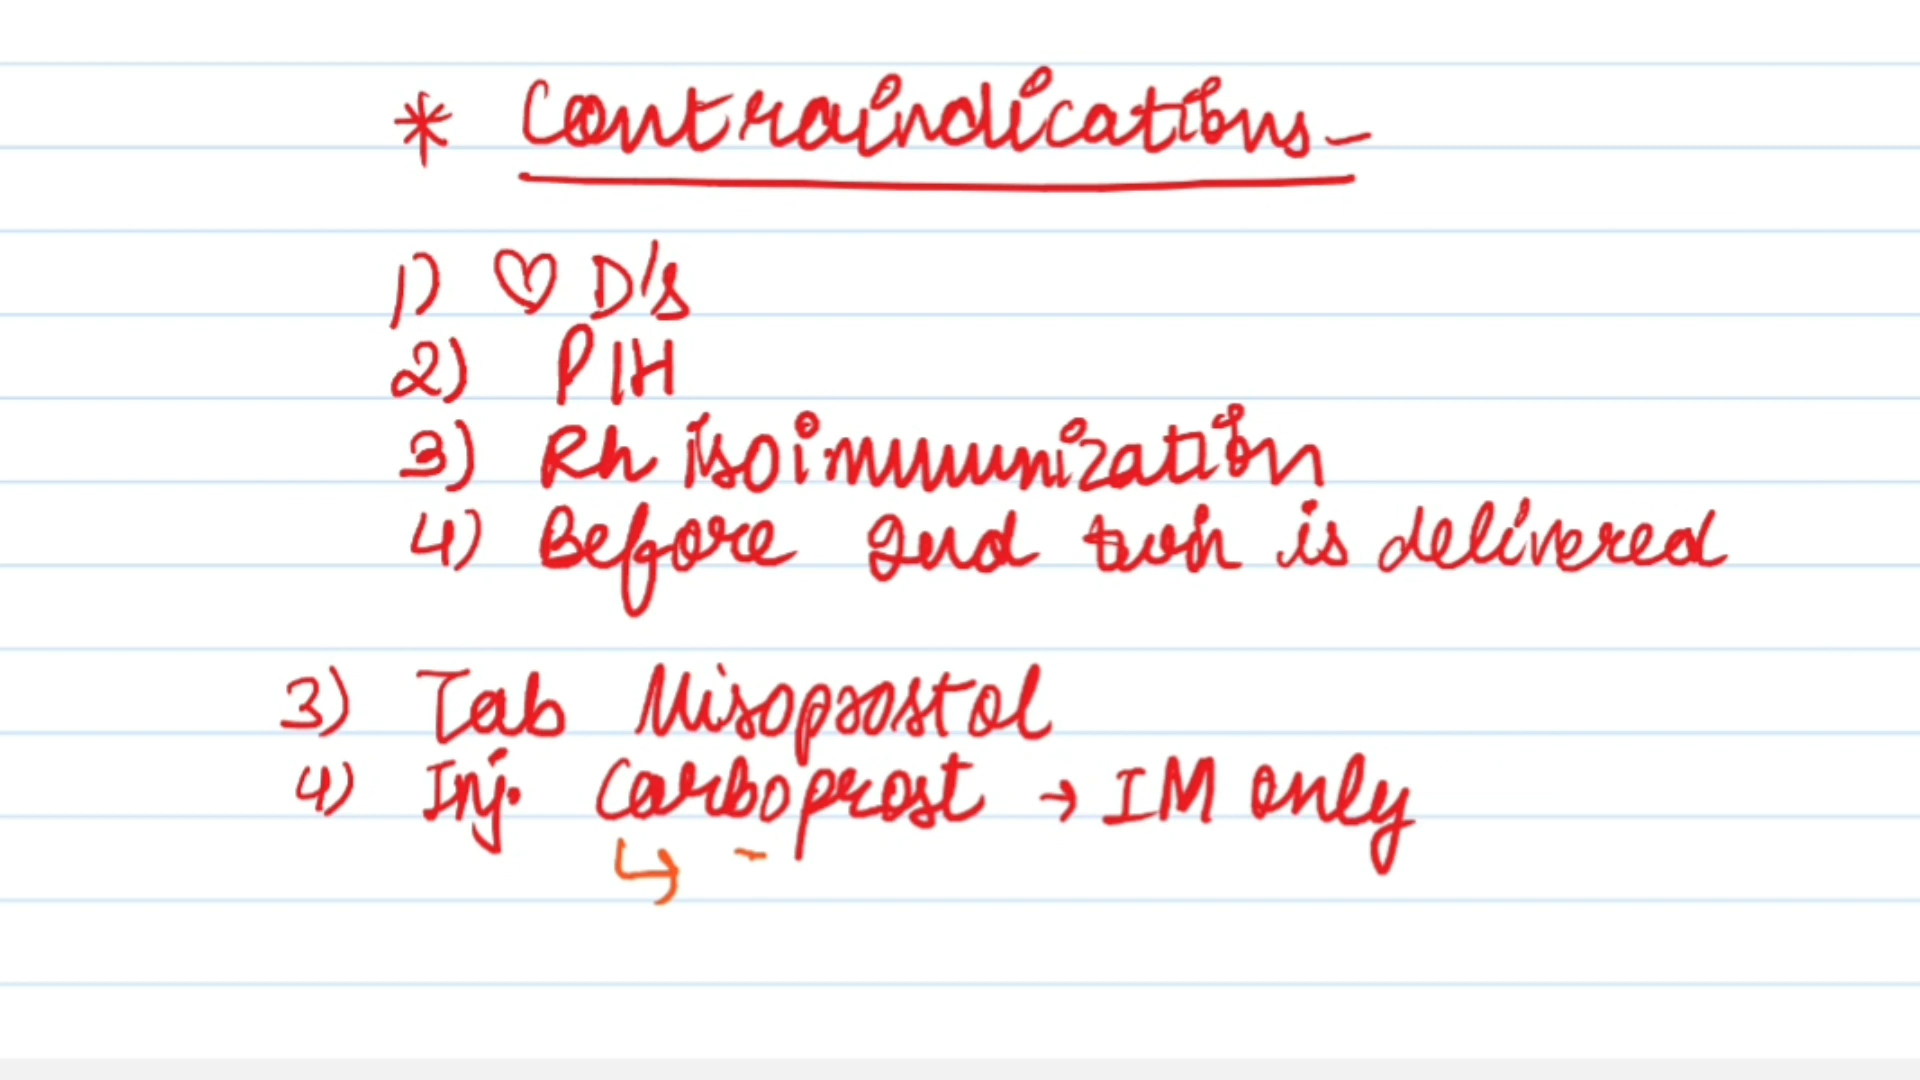 * Contraindications -
1) ♡ D/s
2) PIH
3) Rh isoimmunization
4) Before 2nd twin is delivered
3) Tab Misoprostol
4) Inj. Carboprost → IM only
↳ -